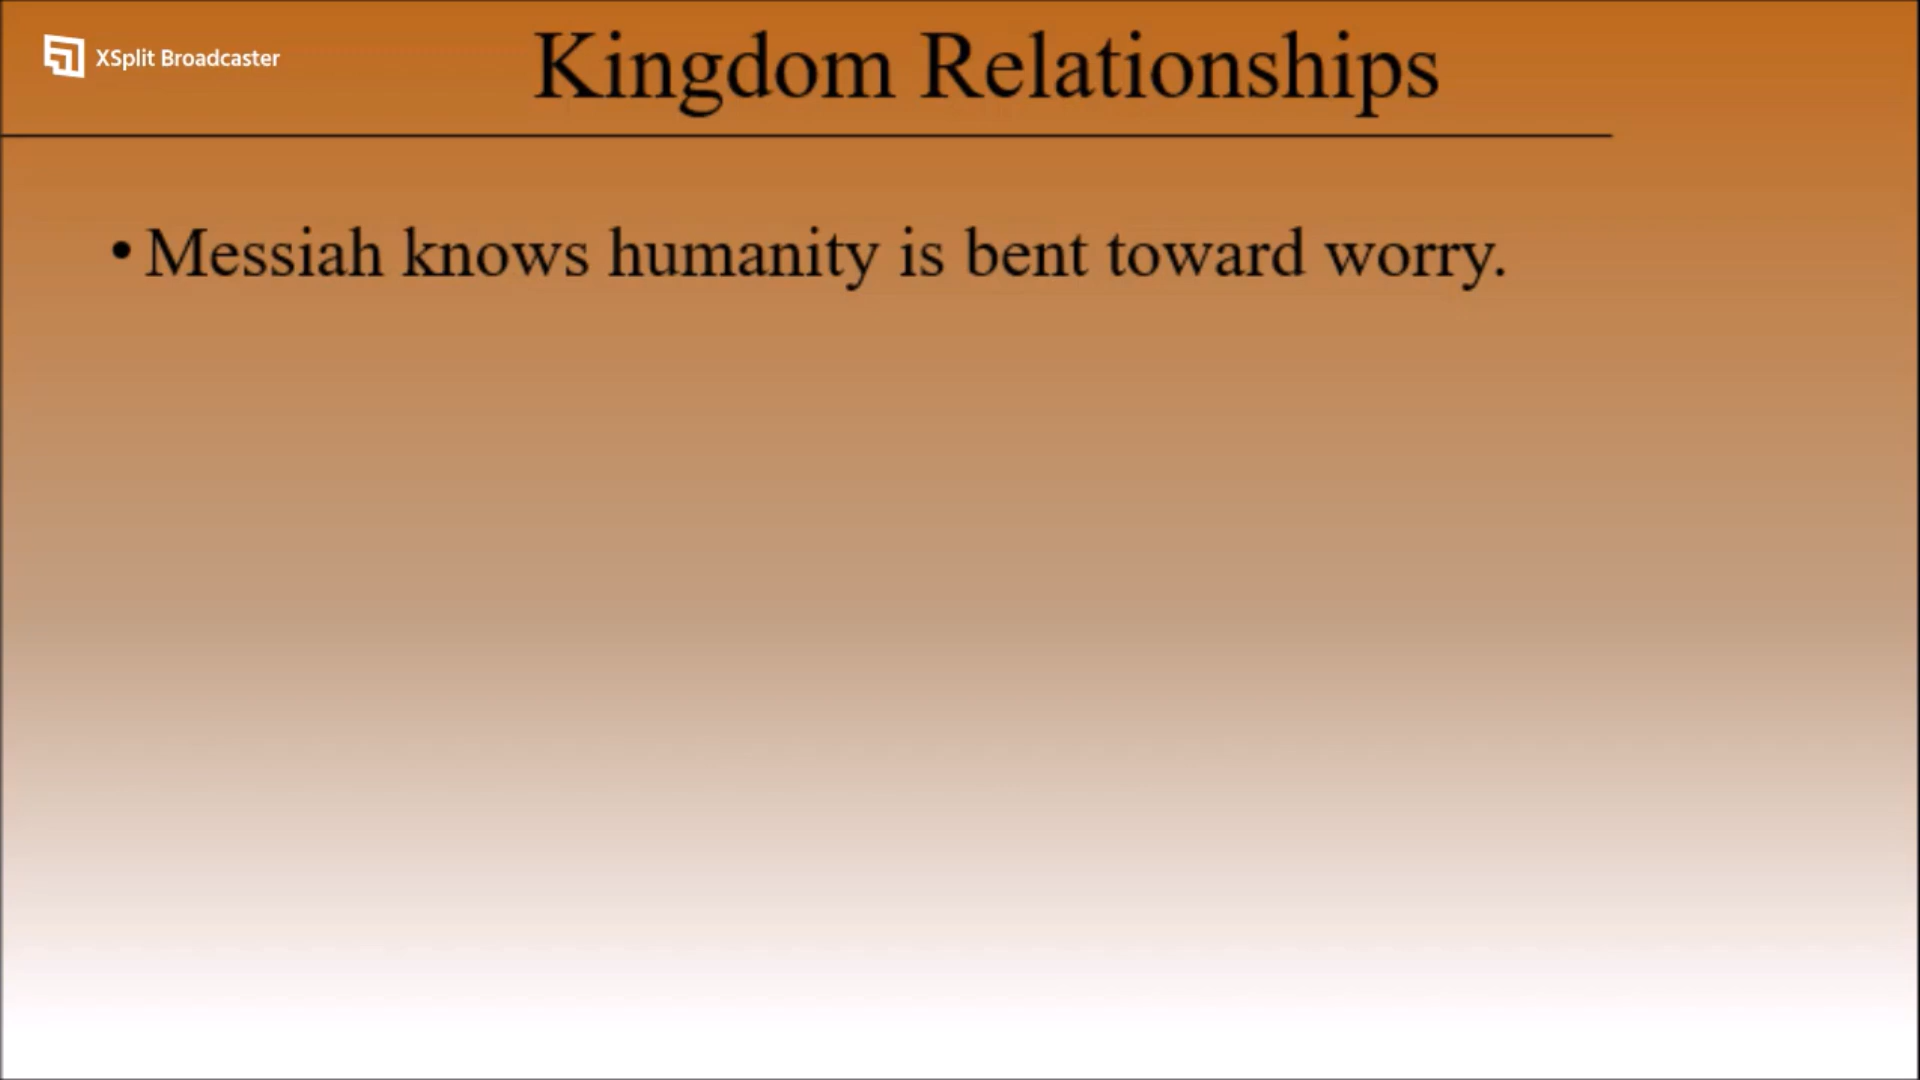 XSplit Broadcaster
Kingdom Relationships
• Messiah knows humanity is bent toward worry.